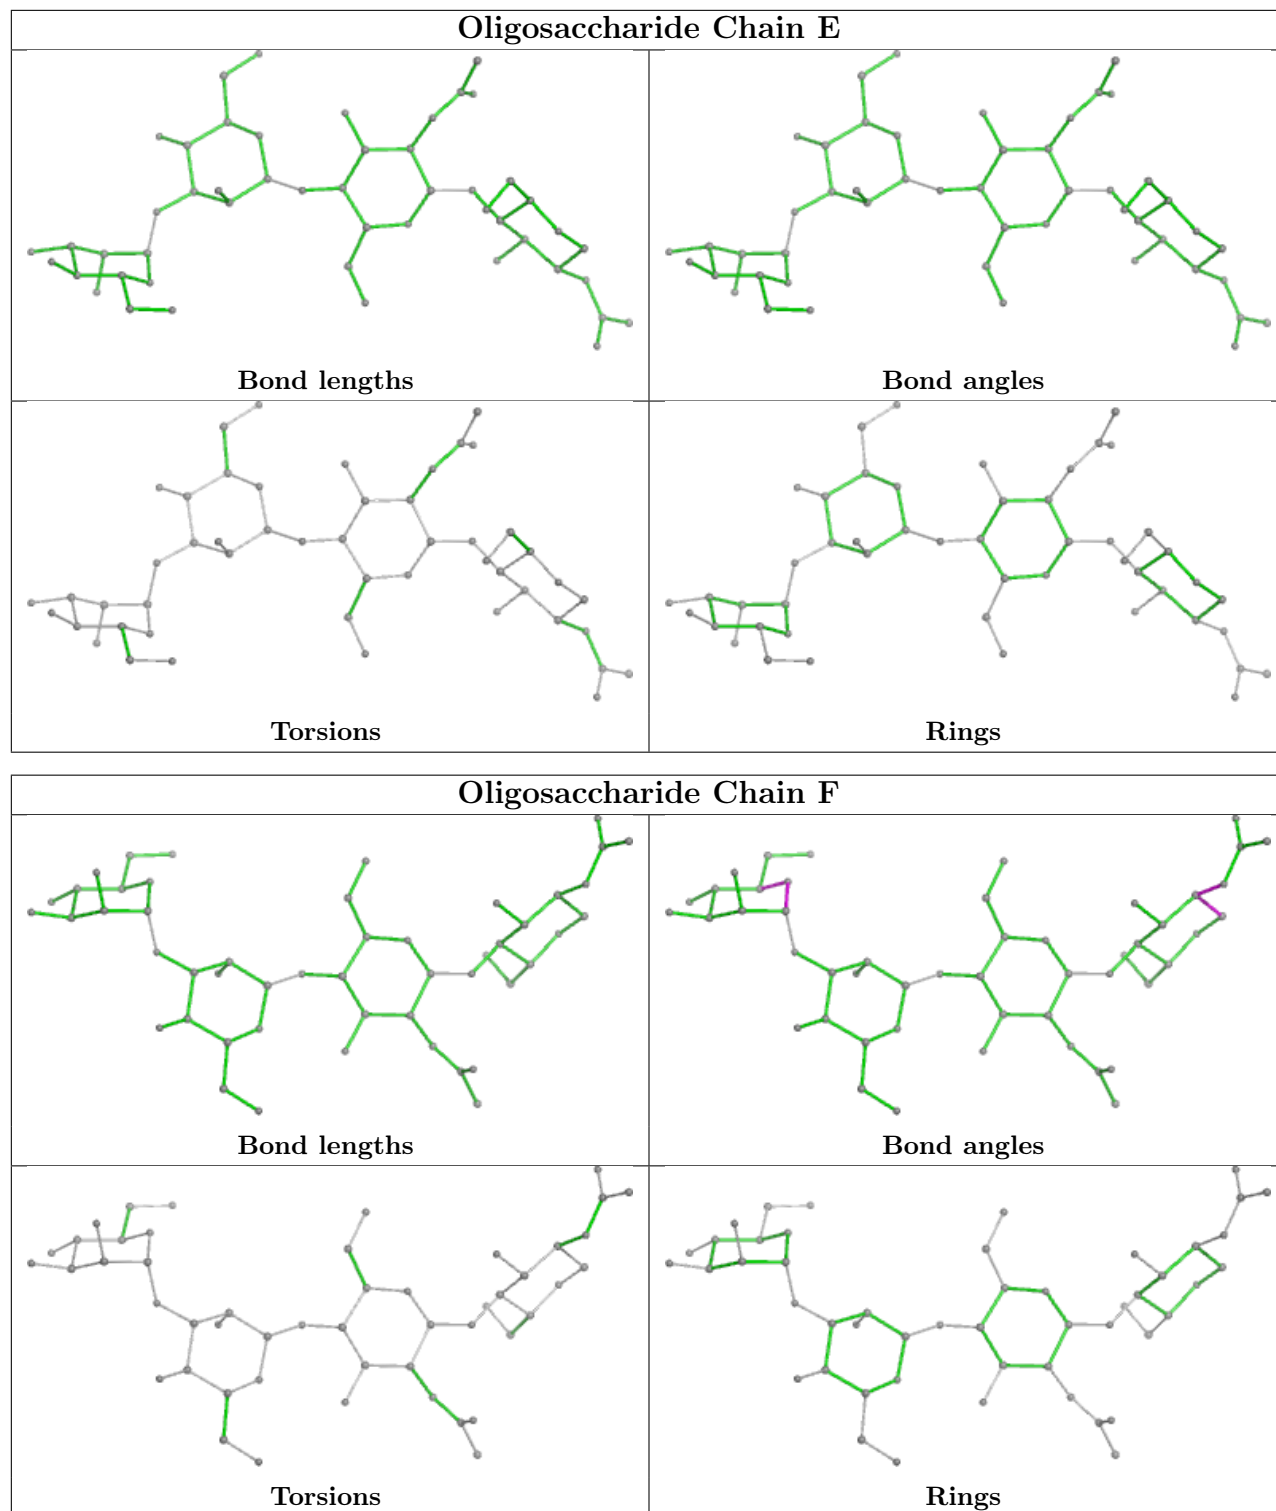 Oligosaccharide Chain E
Bond lengths
Bond angles
Torsions
Rings
Oligosaccharide Chain F
Bond lengths
Bond angles
Torsions
Rings